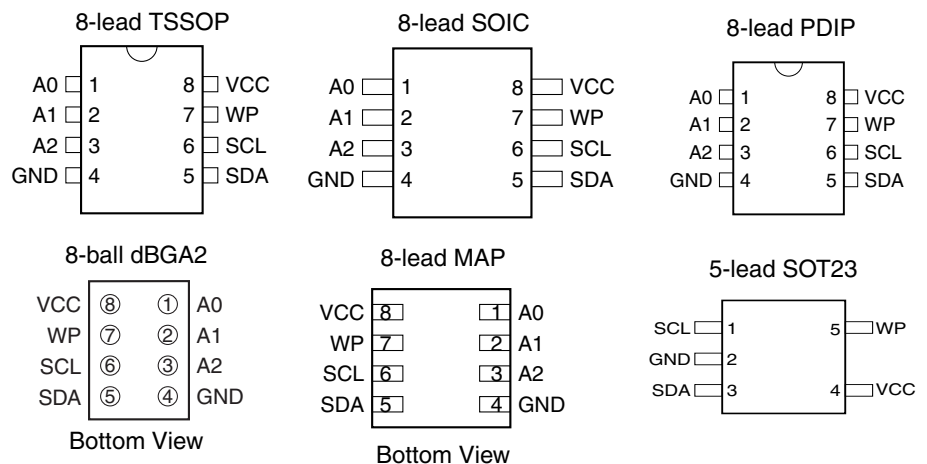 8-lead TSSOP
A0 1 8 VCC
A1 2 7 WP
A2 3 6 SCL
GND 4 5 SDA
8-lead SOIC
A0 1 8 VCC
A1 2 7 WP
A2 3 6 SCL
GND 4 5 SDA
8-lead PDIP
A0 1 8 VCC
A1 2 7 WP
A2 3 6 SCL
GND 4 5 SDA
8-ball dBGA2
VCC 8 1 A0
WP 7 2 A1
SCL 6 3 A2
SDA 5 4 GND
Bottom View
8-lead MAP
VCC 8 1 A0
WP 7 2 A1
SCL 6 3 A2
SDA 5 4 GND
Bottom View
5-lead SOT23
SCL 1 5 WP
GND 2
SDA 3 4 VCC